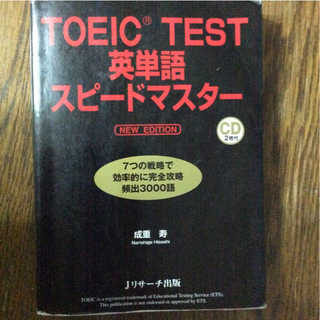 TOEIC® TEST
英単語
スピードマスター
NEW EDITION
CD
2枚付
7つの戦略で
効率的に完全攻略
頻出3000語
成重 寿
Narishige Hisashi
Jリサーチ出版
TOEIC is a registered trademark of Educational Testing Service (ETS).
This publication is not endorsed or approved by ETS.